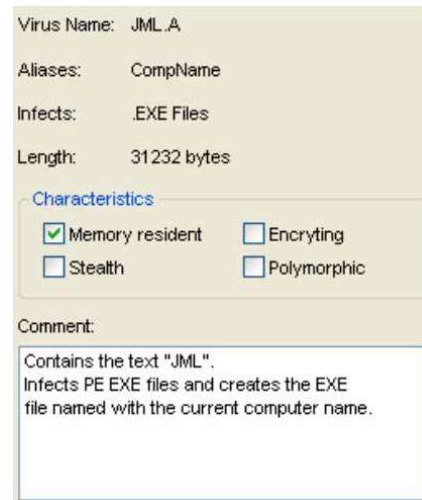 Virus Name: JML.A
Aliases: CompName
Infects: .EXE Files
Length: 31232 bytes
Characteristics
Memory resident Encryting
Stealth Polymorphic
Comment:
Contains the text "JML".
Infects PE EXE files and creates the EXE
file named with the current computer name.